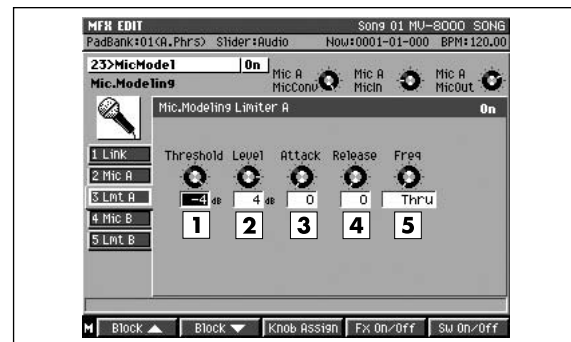 MFX EDIT Song 01 MV-8000 SONG
PadBank:01(A.Phrs) Slider:Audio Now:0001-01-000 BPM:120.00
23>MicModel On
Mic.Modeling
Mic A MicConv
Mic A MicIn
Mic A MicOut
Mic.Modeling Limiter A On
1 Link
2 Mic A
3 Lmt A
4 Mic B
5 Lmt B
Threshold Level Attack Release Freq
-4 dB 4 dB 0 0 Thru
1 2 3 4 5
M Block ▲ Block ▼ Knob Assign Fx On/Off Sw On/Off